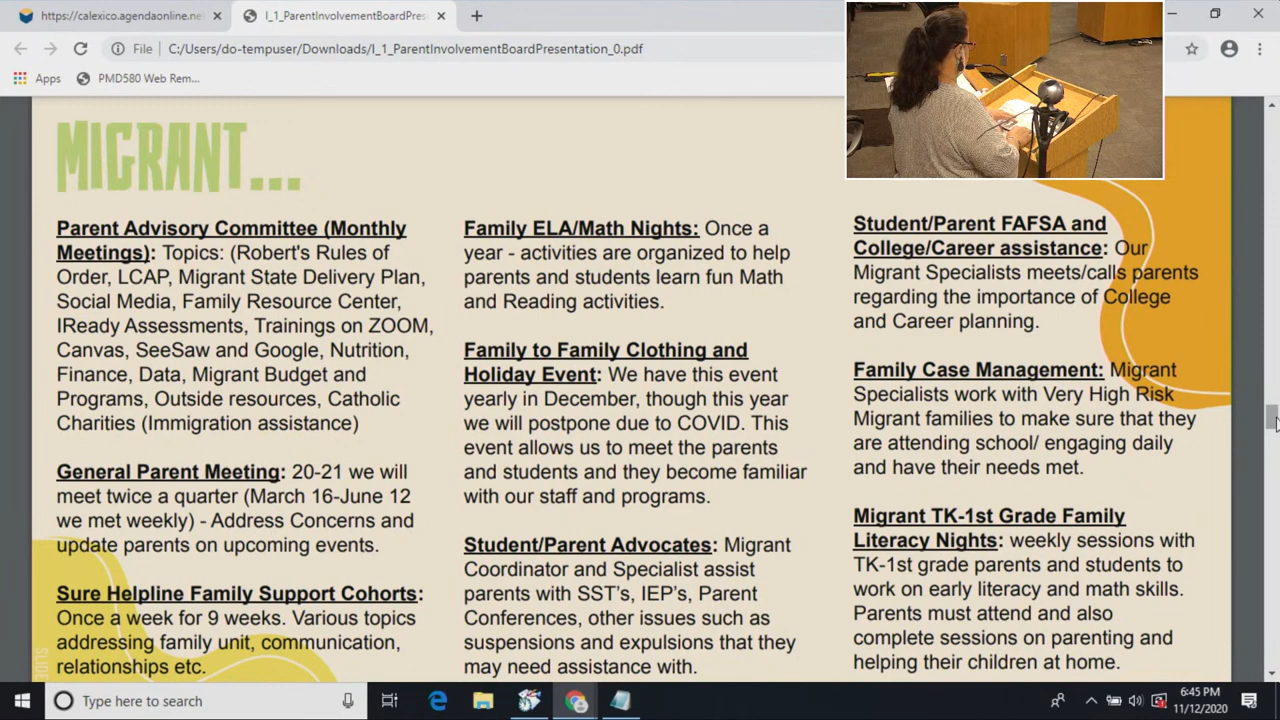 https://calexico.agendaonline.ne
I_1_ParentInvolvementBoardPres
File
C:/Users/do-tempuser/Downloads/I_1_ParentInvolvementBoardPresentation_0.pdf
Apps
PMD580 Web Rem...
MIGRANT...
Parent Advisory Committee (Monthly
Meetings): Topics: (Robert's Rules of
Order, LCAP, Migrant State Delivery Plan,
Social Media, Family Resource Center,
IReady Assessments, Trainings on ZOOM,
Canvas, SeeSaw and Google, Nutrition,
Finance, Data, Migrant Budget and
Programs, Outside resources, Catholic
Charities (Immigration assistance)
General Parent Meeting: 20-21 we will
meet twice a quarter (March 16-June 12
we met weekly) - Address Concerns and
update parents on upcoming events.
Sure Helpline Family Support Cohorts:
Once a week for 9 weeks. Various topics
addressing family unit, communication,
relationships etc.
Family ELA/Math Nights: Once a
year - activities are organized to help
parents and students learn fun Math
and Reading activities.
Family to Family Clothing and
Holiday Event: We have this event
yearly in December, though this year
we will postpone due to COVID. This
event allows us to meet the parents
and students and they become familiar
with our staff and programs.
Student/Parent Advocates: Migrant
Coordinator and Specialist assist
parents with SST's, IEP's, Parent
Conferences, other issues such as
suspensions and expulsions that they
may need assistance with.
Student/Parent FAFSA and
College/Career assistance: Our
Migrant Specialists meets/calls parents
regarding the importance of College
and Career planning.
Family Case Management: Migrant
Specialists work with Very High Risk
Migrant families to make sure that they
are attending school/ engaging daily
and have their needs met.
Migrant TK-1st Grade Family
Literacy Nights: weekly sessions with
TK-1st grade parents and students to
work on early literacy and math skills.
Parents must attend and also
complete sessions on parenting and
helping their children at home.
SLIDE
Type here to search
6:45 PM
11/12/2020